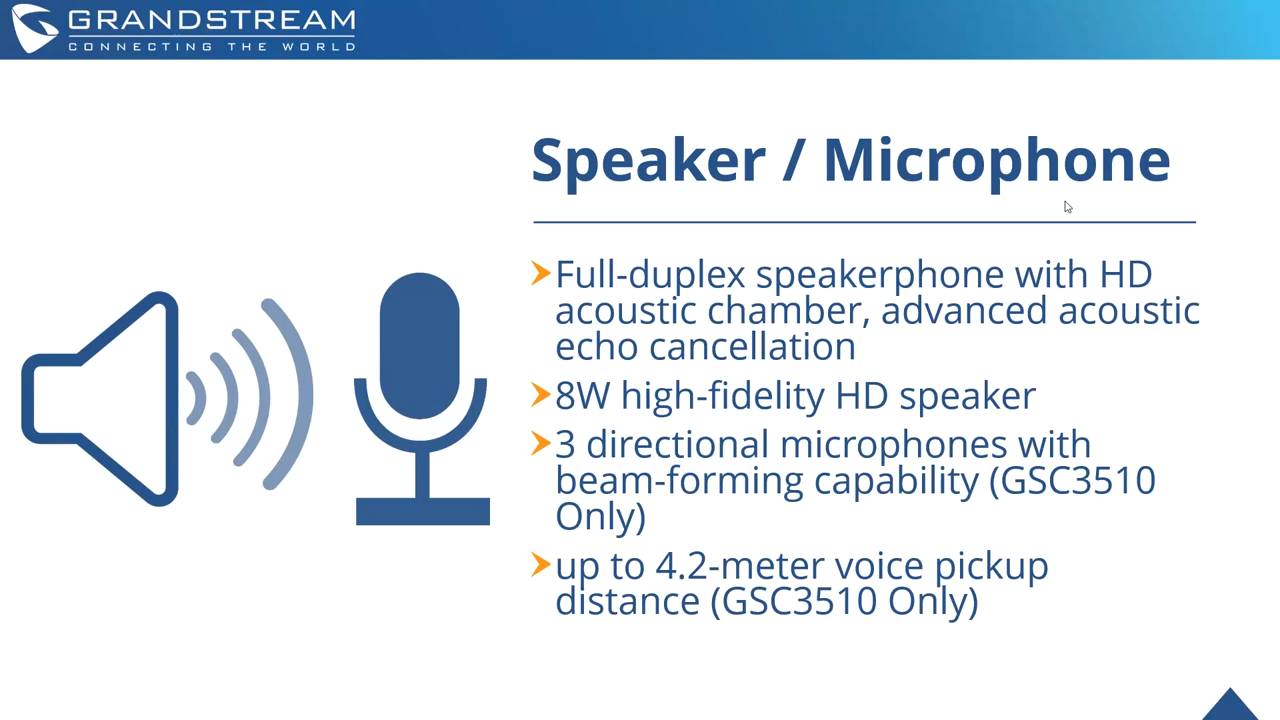 GRANDSTREAM
CONNECTING THE WORLD
Speaker / Microphone
Full-duplex speakerphone with HD
acoustic chamber, advanced acoustic
echo cancellation
8W high-fidelity HD speaker
3 directional microphones with
beam-forming capability (GSC3510
Only)
up to 4.2-meter voice pickup
distance (GSC3510 Only)